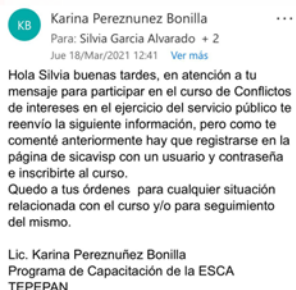 KB
Karina Pereznunez Bonilla
...
Para: Silvia Garcia Alvarado + 2
Jue 18/Mar/2021 12:41 Ver más
Hola Silvia buenas tardes, en atención a tu
mensaje para participar en el curso de Conflictos
de intereses en el ejercicio del servicio público te
reenvío la siguiente información, pero como te
comenté anteriormente hay que registrarse en la
página de sicavisp con un usuario y contraseña
e inscribirte al curso.
Quedo a tus órdenes para cualquier situación
relacionada con el curso y/o para seguimiento
del mismo.
Lic. Karina Pereznuñez Bonilla
Programa de Capacitación de la ESCA
TEPEPAN